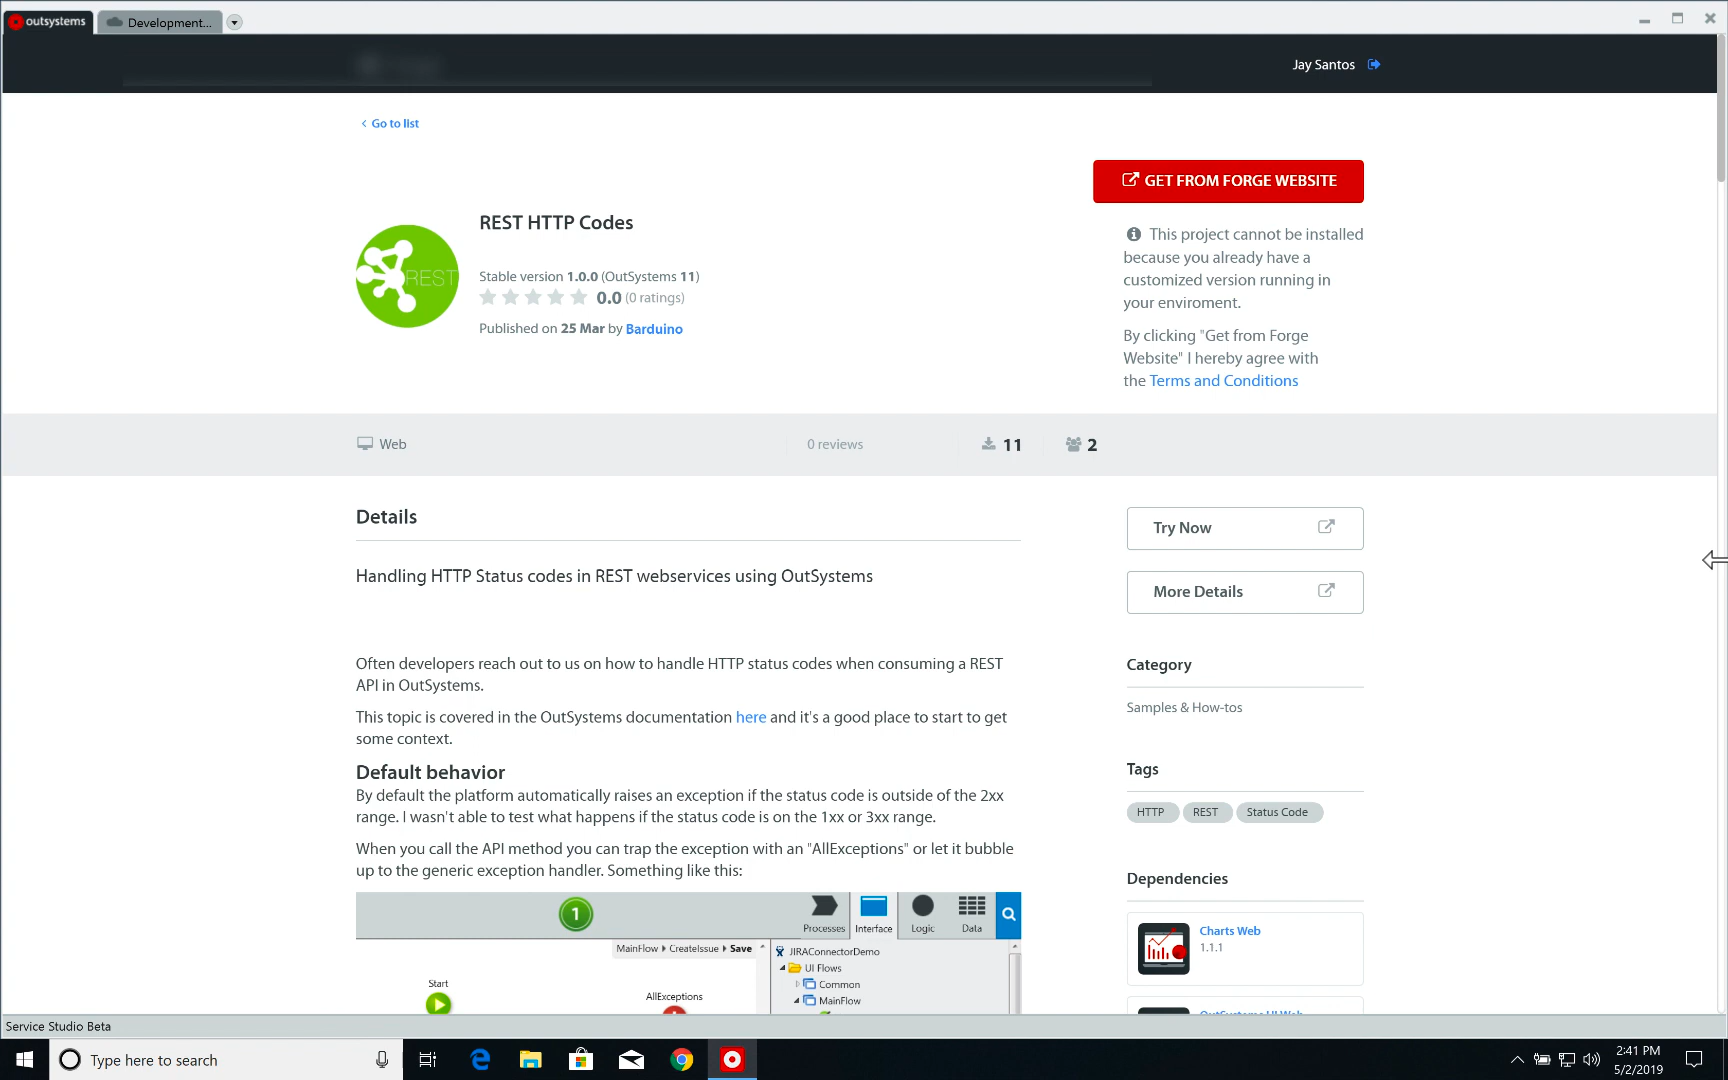 outsystems
Development...
Jay Santos
Go to list
GET FROM FORGE WEBSITE
REST
REST HTTP Codes
This project cannot be installed
because you already have a
customized version running in
your enviroment.
Stable version 1.0.0 (OutSystems 11)
0.0 (0 ratings)
Published on 25 Mar by Barduino
By clicking "Get from Forge
Website" I hereby agree with
the Terms and Conditions
Web
0 reviews
11
2
Details
Handling HTTP Status codes in REST webservices using OutSystems
Often developers reach out to us on how to handle HTTP status codes when consuming a REST
API in OutSystems.
This topic is covered in the OutSystems documentation here and it's a good place to start to get
some context.
Default behavior
By default the platform automatically raises an exception if the status code is outside of the 2xx
range. I wasn't able to test what happens if the status code is on the 1xx or 3xx range.
When you call the API method you can trap the exception with an "AllExceptions" or let it bubble
up to the generic exception handler. Something like this:
1
Processes
Interface
Logic
Data
MainFlow
CreateIssue
Save
JIRAConnectorDemo
UI Flows
Common
MainFlow
Start
AllExceptions
Try Now
More Details
Category
Samples & How-tos
Tags
HTTP
REST
Status Code
Dependencies
Charts Web
1.1.1
OutSystems UI Web
Service Studio Beta
Type here to search
2:41 PM
5/2/2019